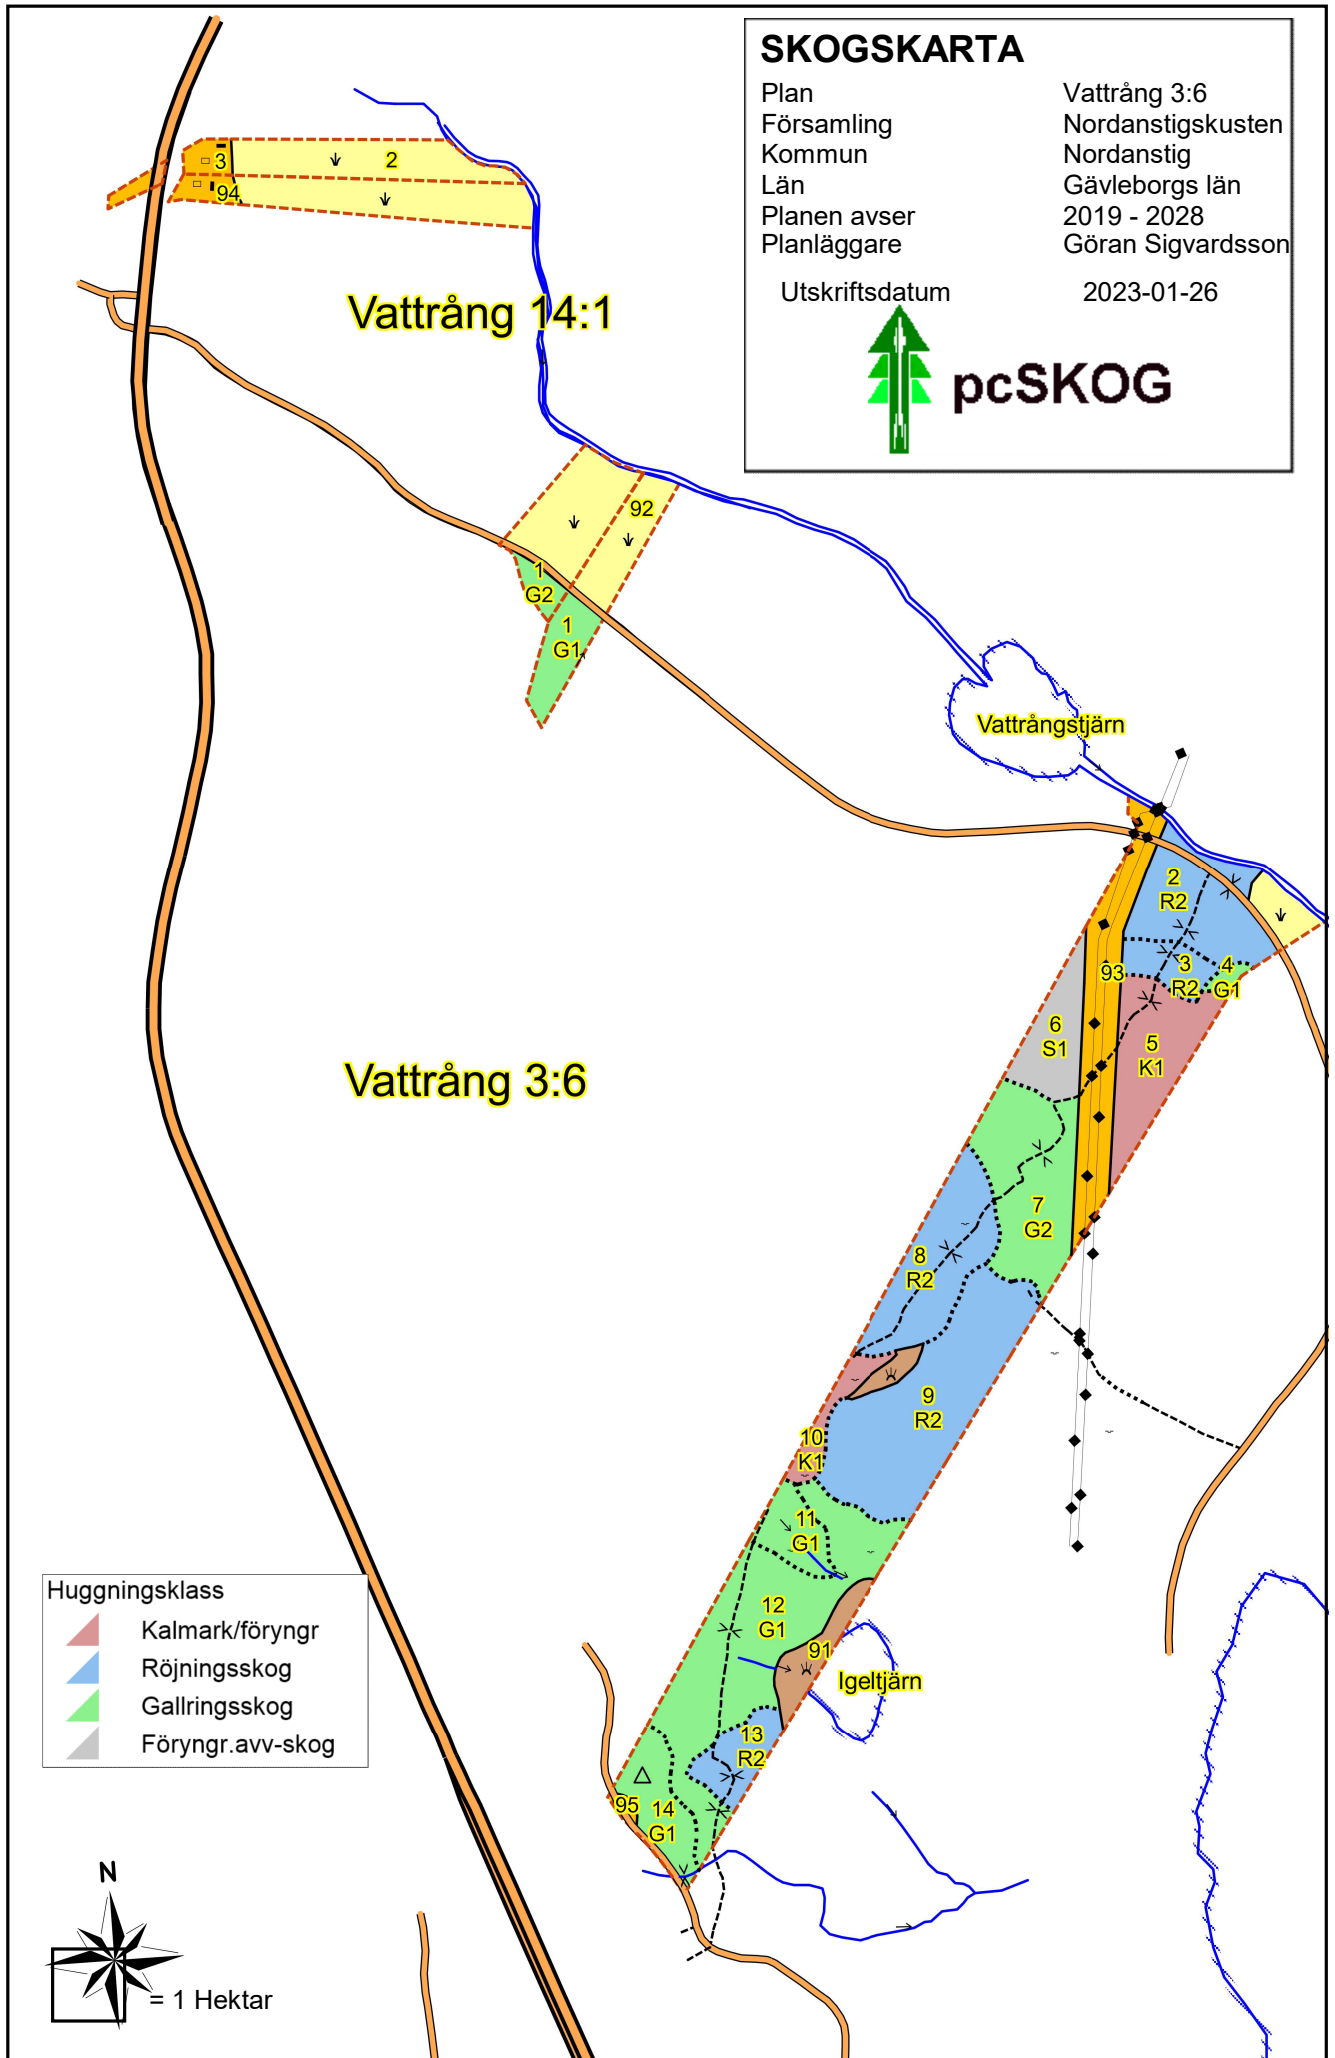 SKOGSKARTA
Plan Vattrång 3:6
Församling Nordanstigskusten
Kommun Nordanstig
Län Gävleborgs län
Planen avser 2019 - 2028
Planläggare Göran Sigvardsson
Utskriftsdatum 2023-01-26
pcSKOG
3
2
94
Vattrång 14:1
92
1
G2
1
G1
Vattrångstjärn
2
R2
3
R2
4
G1
93
6
S1
5
K1
Vattrång 3:6
7
G2
8
R2
9
R2
10
K1
11
G1
12
G1
91
Igeltjärn
13
R2
95
14
G1
Huggningsklass
Kalmark/föryngr
Röjningsskog
Gallringsskog
Föryngr.avv-skog
N
= 1 Hektar